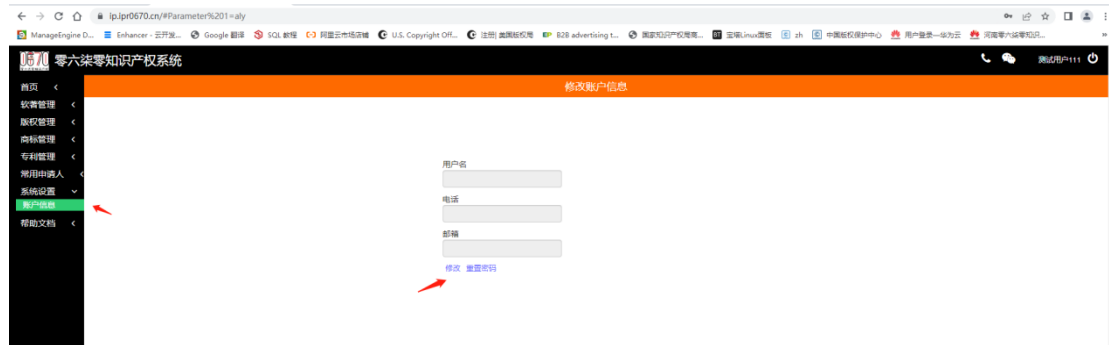 ip.ipr0670.cn/#Parameter%201=aly
ManageEngine D... Enhancer - 云开发... Google 翻译 SQL 教程 阿里云市场店铺 U.S. Copyright Off... 注册| 美国版权局 B2B advertising t... 国家知识产权局商... BT 宝塔Linux面板 zh 中国版权保护中心 用户登录—华为云 河南零六柒零知识... »
0670 零六柒零知识产权系统 测试用户111
修改账户信息
首页
软著管理
版权管理
商标管理
专利管理
常用申请人
系统设置
账户信息
帮助文档
用户名
电话
邮箱
修改 重置密码